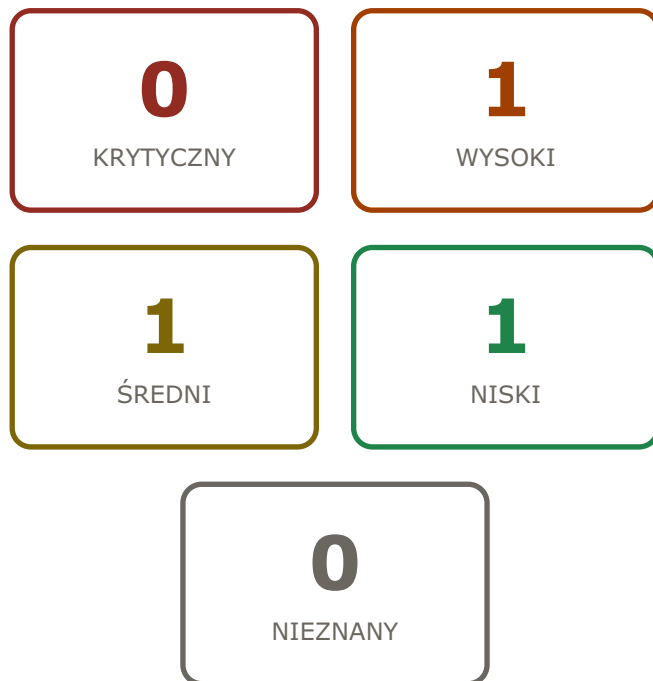 0
KRYTYCZNY
1
WYSOKI
1
ŚREDNI
1
NISKI
0
NIEZNANY